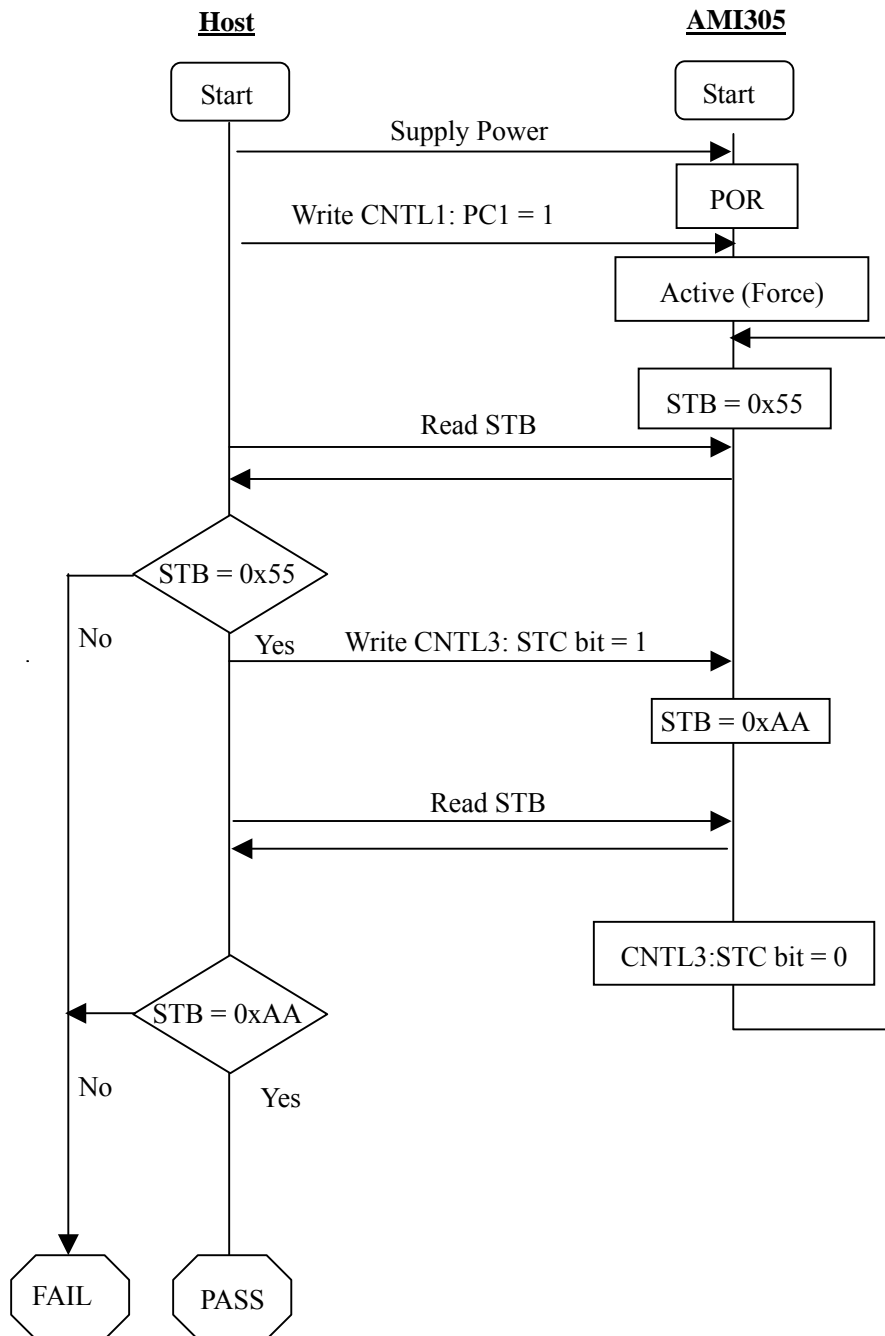 Host
AMI305
Start
Start
Supply Power
POR
Write CNTL1: PC1 = 1
Active (Force)
STB = 0x55
Read STB
STB = 0x55
No
Yes
Write CNTL3: STC bit = 1
STB = 0xAA
Read STB
CNTL3:STC bit = 0
STB = 0xAA
No
Yes
FAIL
PASS